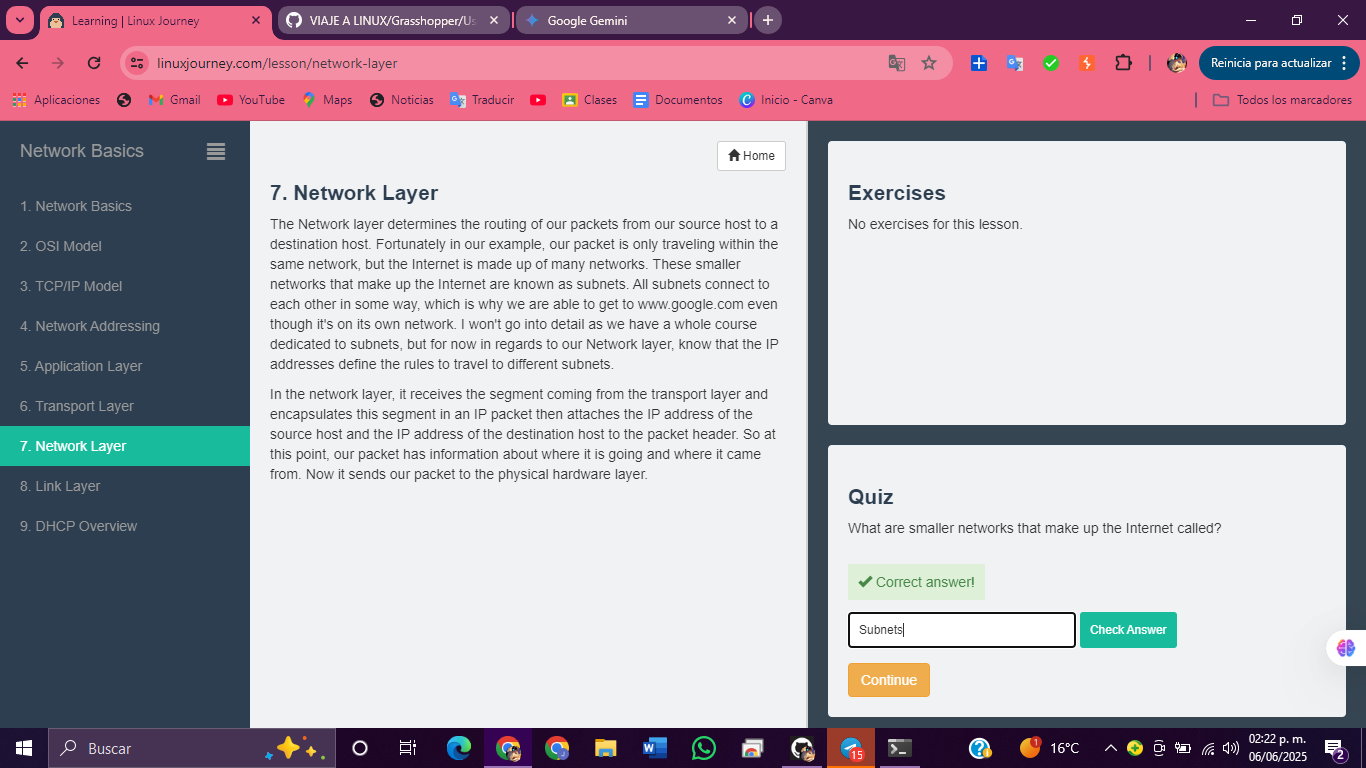 Learning | Linux Journey
VIAJE A LINUX/Grasshopper/Us
Google Gemini
linuxjourney.com/lesson/network-layer
Reinicia para actualizar
Aplicaciones
Gmail
YouTube
Maps
Noticias
Traducir
Clases
Documentos
Inicio - Canva
Todos los marcadores
Network Basics
1. Network Basics
2. OSI Model
3. TCP/IP Model
4. Network Addressing
5. Application Layer
6. Transport Layer
7. Network Layer
8. Link Layer
9. DHCP Overview
Home
7. Network Layer
The Network layer determines the routing of our packets from our source host to a
destination host. Fortunately in our example, our packet is only traveling within the
same network, but the Internet is made up of many networks. These smaller
networks that make up the Internet are known as subnets. All subnets connect to
each other in some way, which is why we are able to get to www.google.com even
though it's on its own network. I won't go into detail as we have a whole course
dedicated to subnets, but for now in regards to our Network layer, know that the IP
addresses define the rules to travel to different subnets.
In the network layer, it receives the segment coming from the transport layer and
encapsulates this segment in an IP packet then attaches the IP address of the
source host and the IP address of the destination host to the packet header. So at
this point, our packet has information about where it is going and where it came
from. Now it sends our packet to the physical hardware layer.
Exercises
No exercises for this lesson.
Quiz
What are smaller networks that make up the Internet called?
Correct answer!
Subnets
Check Answer
Continue
Buscar
15
1
16°C
02:22 p. m.
06/06/2025
2